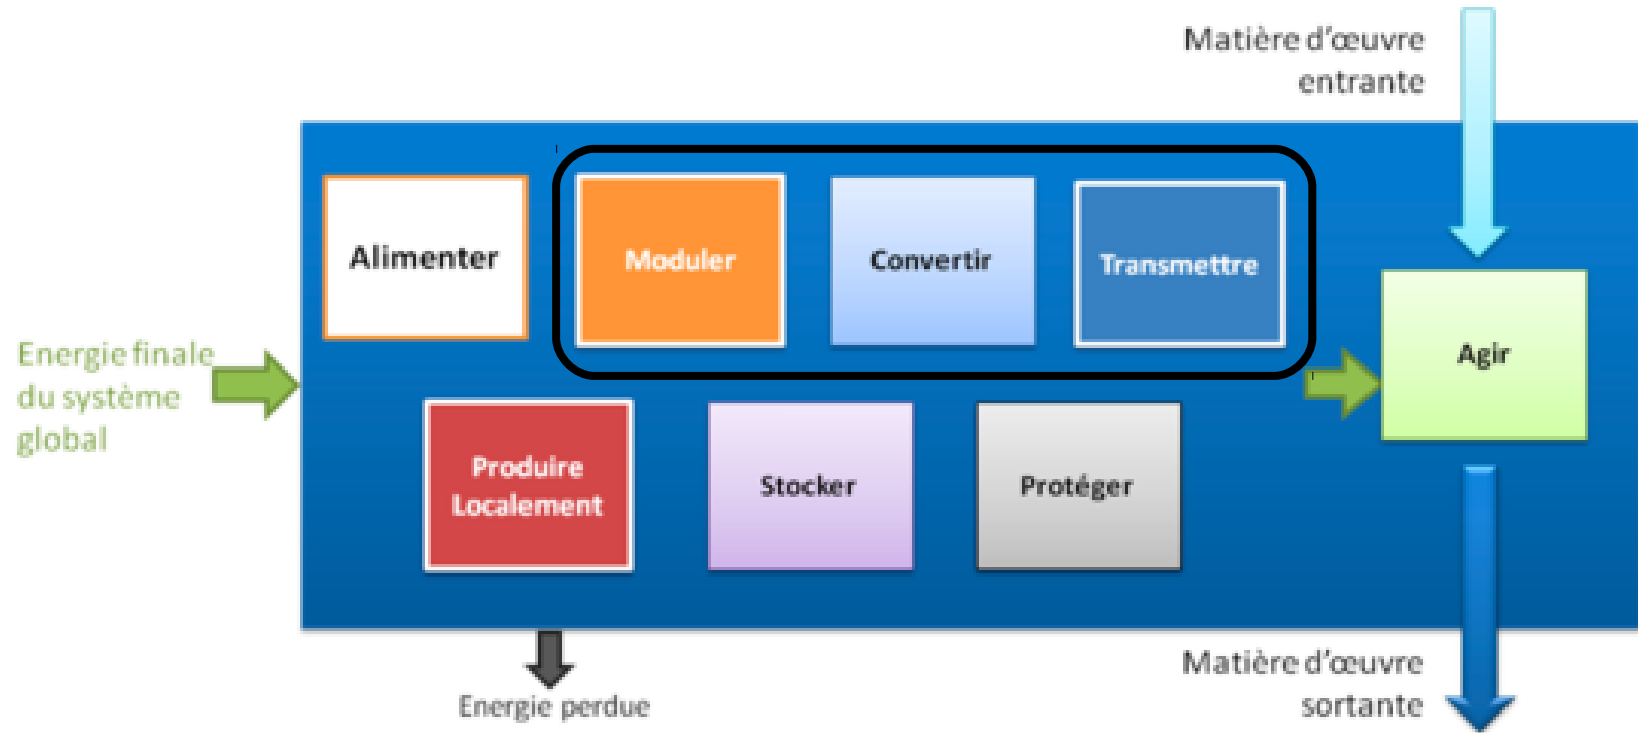 Matière d'œuvre
entrante
Alimenter
Moduler
Convertir
Transmettre
Energie finale
du système
global
Agir
Produire
Localement
Stocker
Protéger
Energie perdue
Matière d'œuvre
sortante